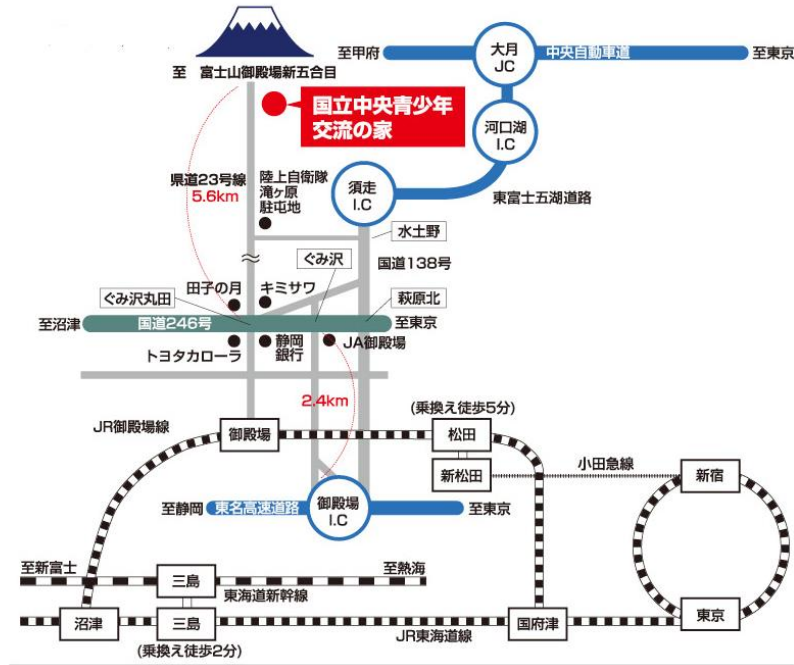 至 富士山御殿場新五合目
至甲府
大月
JC
中央自動車道
至東京
国立中央青少年
交流の家
河口湖
I.C
県道23号線
5.6km
陸上自衛隊
滝ヶ原
駐屯地
須走
I.C
東富士五湖道路
水土野
国道138号
ぐみ沢
田子の月
キミサワ
ぐみ沢丸田
萩原北
至沼津
国道246号
至東京
トヨタカローラ
静岡
銀行
JA御殿場
2.4km
JR御殿場線
御殿場
(乗換え徒歩5分)
松田
新松田
小田急線
新宿
至静岡
東名高速道路
御殿場
I.C
至東京
至新富士
三島
至熱海
東海道新幹線
沼津
三島
(乗換え徒歩2分)
JR東海道線
国府津
東京